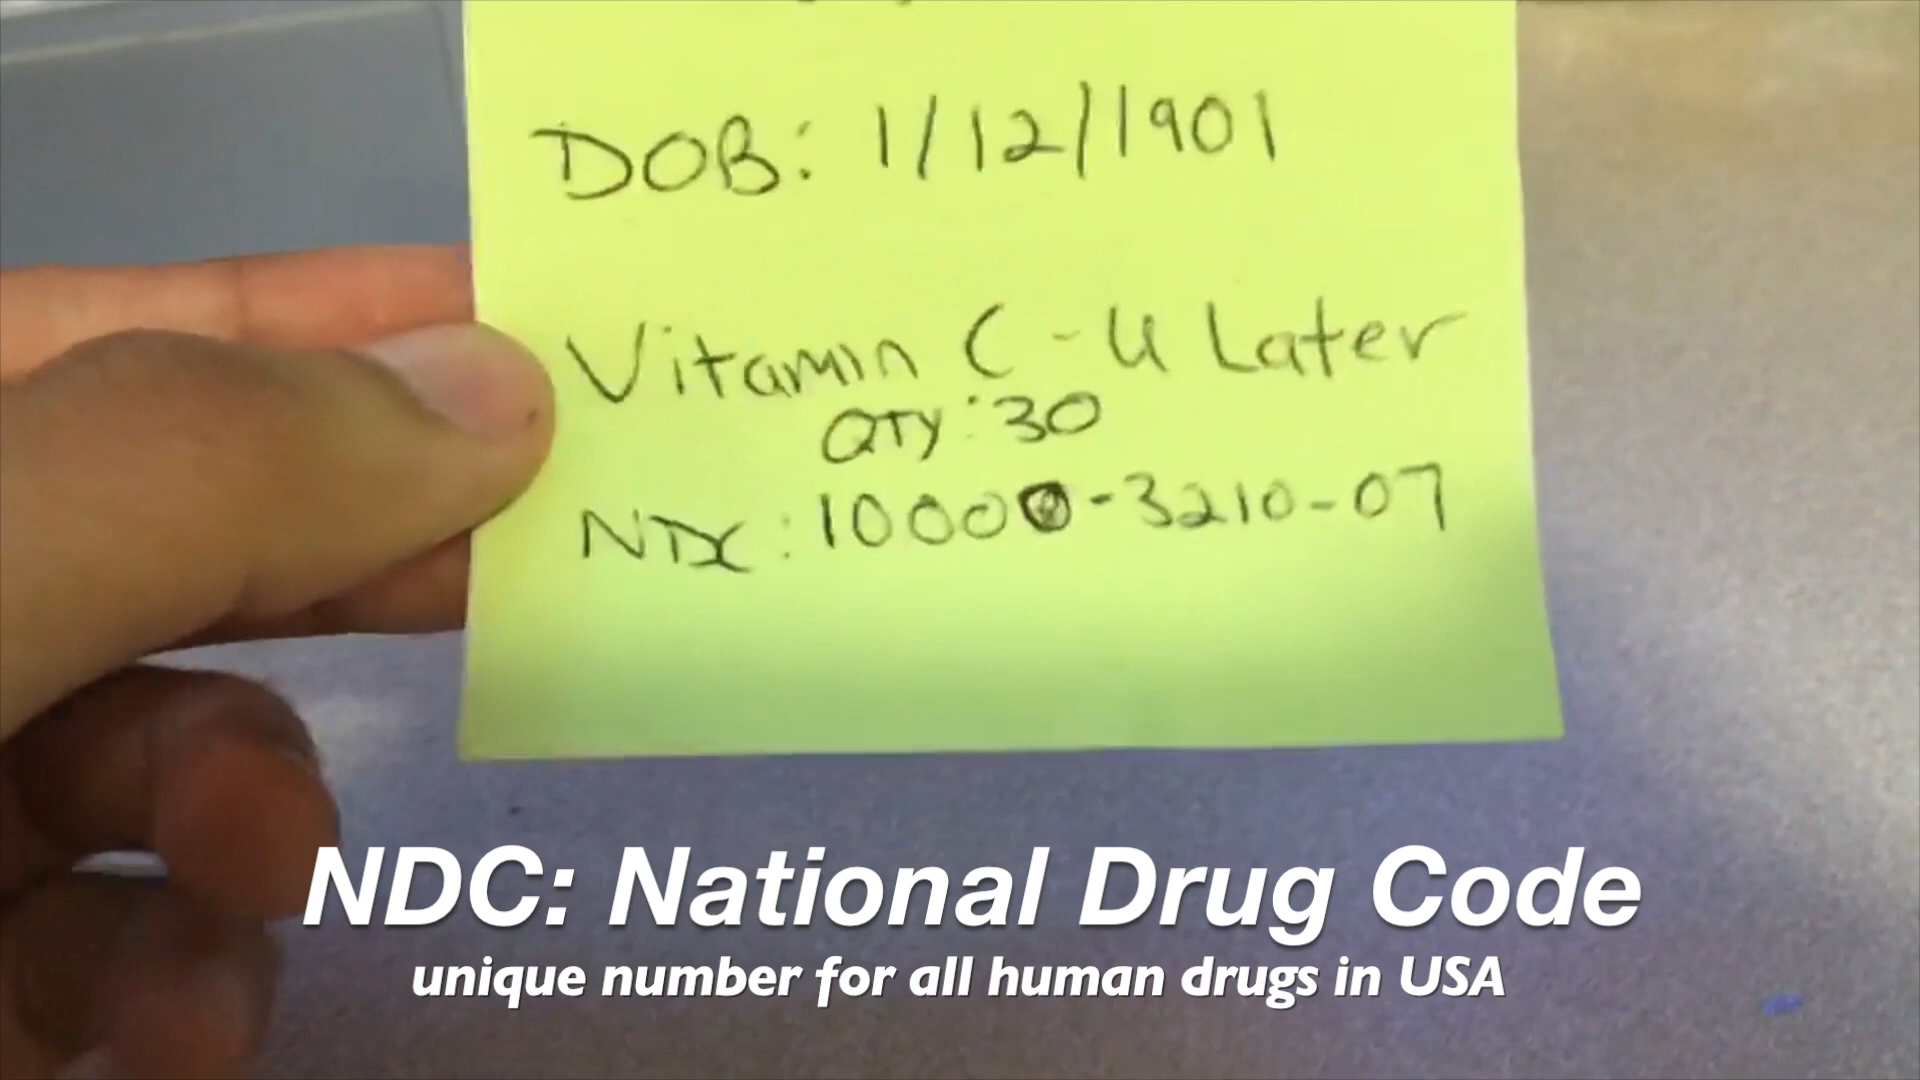 DOB: 1/12/1901
Vitamin C-U Later
QTY: 30
NDC: 10000-3210-07
NDC: National Drug Code
unique number for all human drugs in USA